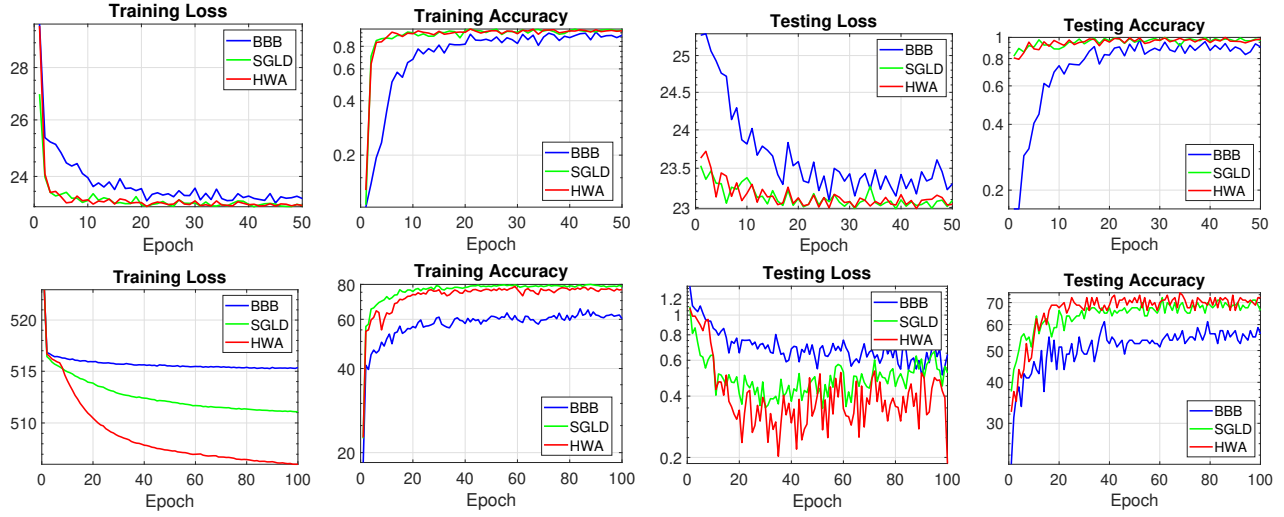 Training Loss
28
26
24
0 10 20 30 40 50
Epoch
BBB
SGLD
HWA
Training Accuracy
0.8
0.6
0.4
0.2
0 10 20 30 40 50
Epoch
BBB
SGLD
HWA
Testing Loss
25
24.5
24
23.5
23
0 10 20 30 40 50
Epoch
BBB
SGLD
HWA
Testing Accuracy
1
0.8
0.6
0.4
0.2
0 10 20 30 40 50
Epoch
BBB
SGLD
HWA
Training Loss
520
515
510
0 20 40 60 80 100
Epoch
BBB
SGLD
HWA
Training Accuracy
80
60
40
20
0 20 40 60 80 100
Epoch
BBB
SGLD
HWA
Testing Loss
1.2
1
0.8
0.6
0.4
0.2
0 20 40 60 80 100
Epoch
BBB
SGLD
HWA
Testing Accuracy
70
60
50
40
30
0 20 40 60 80 100
Epoch
BBB
SGLD
HWA